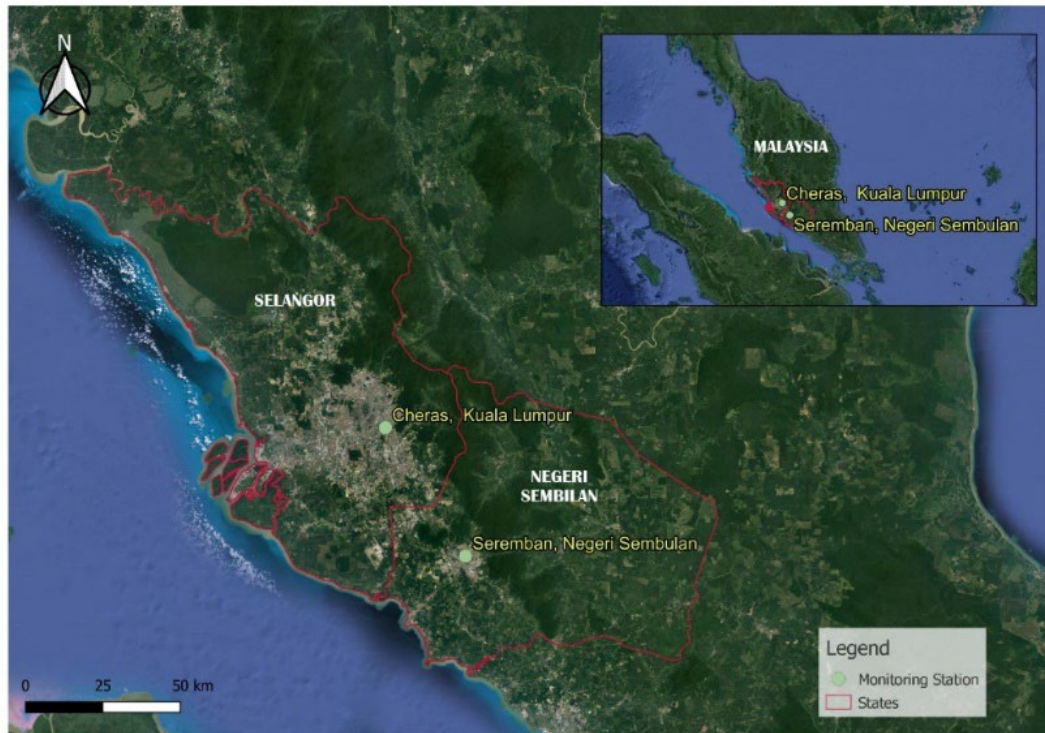 N
MALAYSIA
Cheras, Kuala Lumpur
Seremban, Negeri Sembulan
SELANGOR
Cheras, Kuala Lumpur
NEGERI
SEMBILAN
Seremban, Negeri Sembulan
Legend
Monitoring Station
States
0 25 50 km